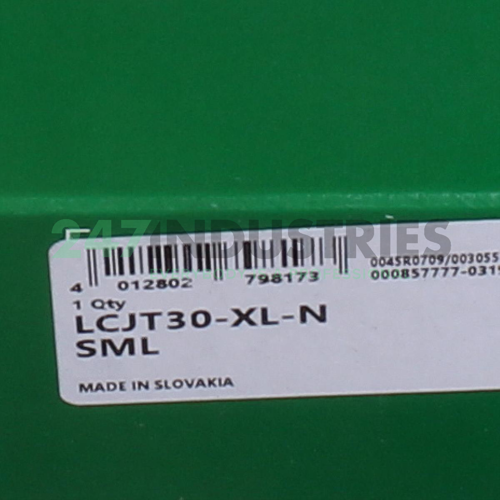 247INDUSTRIES
0045R0709/003055
000857777-0319
4 012802 798173
1 Qty
LCJT30-XL-N
SML
MADE IN SLOVAKIA